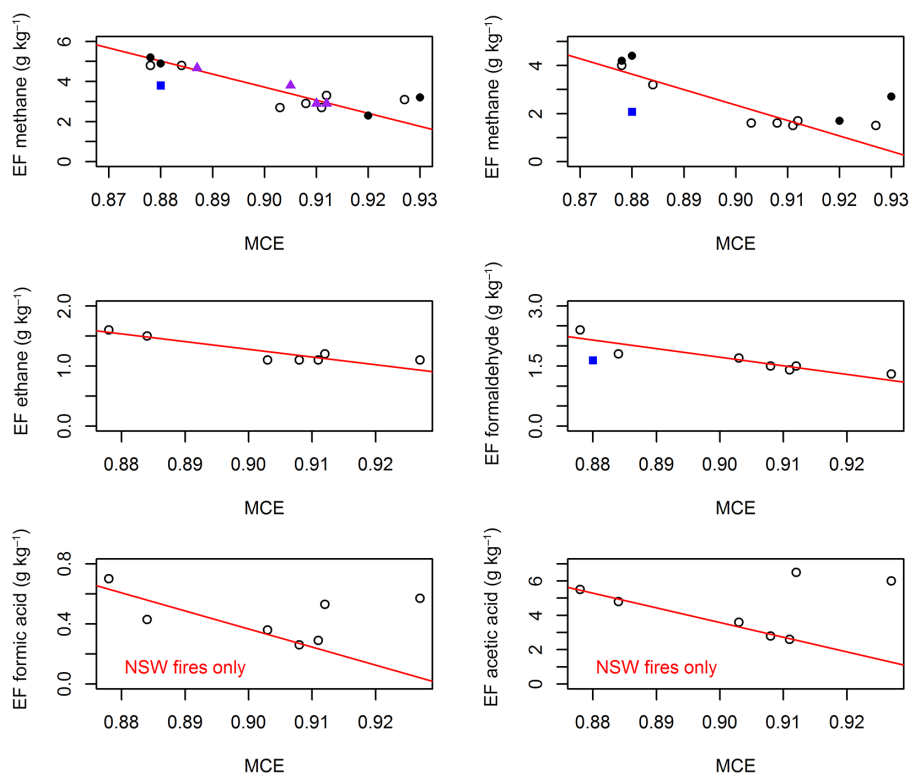 EF methane (g kg⁻¹)
6
4
2
0
0.87 0.88 0.89 0.90 0.91 0.92 0.93
MCE
EF methane (g kg⁻¹)
4
2
0
0.87 0.88 0.89 0.90 0.91 0.92 0.93
MCE
EF ethane (g kg⁻¹)
2.0
1.0
0.0
0.88 0.89 0.90 0.91 0.92
MCE
EF formaldehyde (g kg⁻¹)
3.0
1.5
0.0
0.88 0.89 0.90 0.91 0.92
MCE
EF formic acid (g kg⁻¹)
0.8
0.4
0.0
NSW fires only
0.88 0.89 0.90 0.91 0.92
MCE
EF acetic acid (g kg⁻¹)
6
4
2
0
NSW fires only
0.88 0.89 0.90 0.91 0.92
MCE